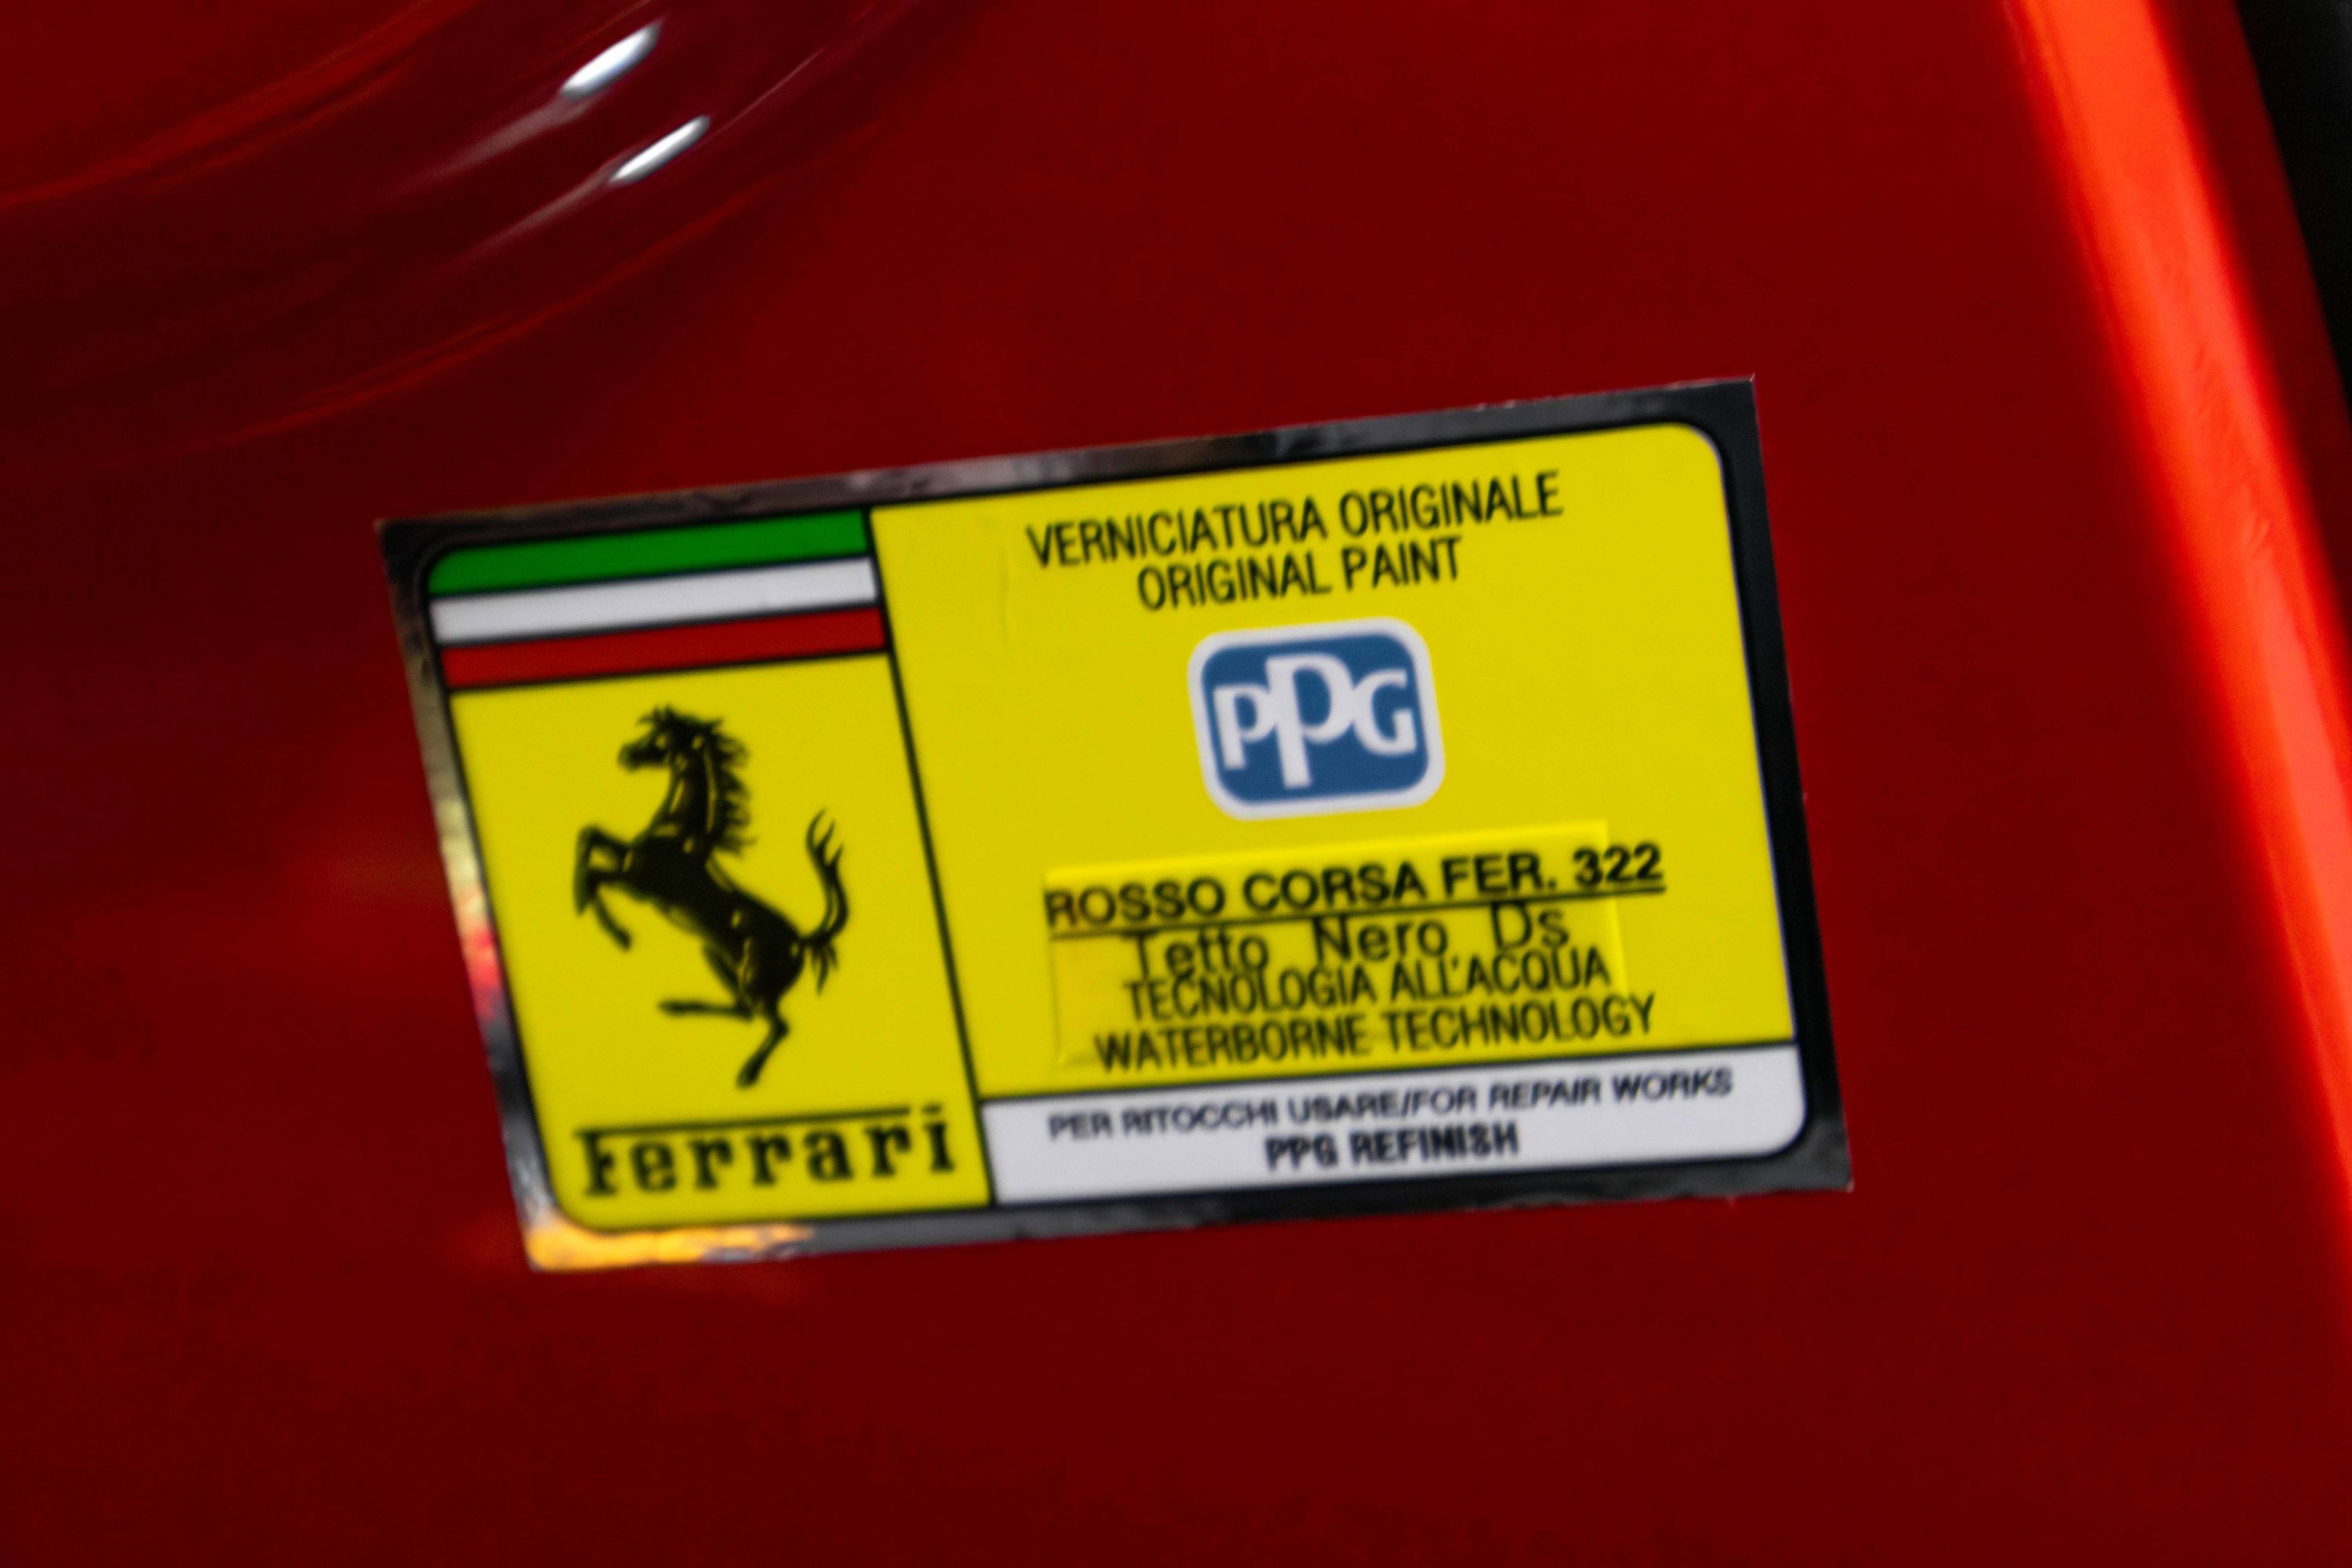 VERNICIATURA ORIGINALE
ORIGINAL PAINT
PPG
ROSSO CORSA FER. 322
Tetto Nero Ds
TECNOLOGIA ALL'ACQUA
WATERBORNE TECHNOLOGY
PER RITOCCHI USARE/FOR REPAIR WORKS
PPG REFINISH
Ferrari